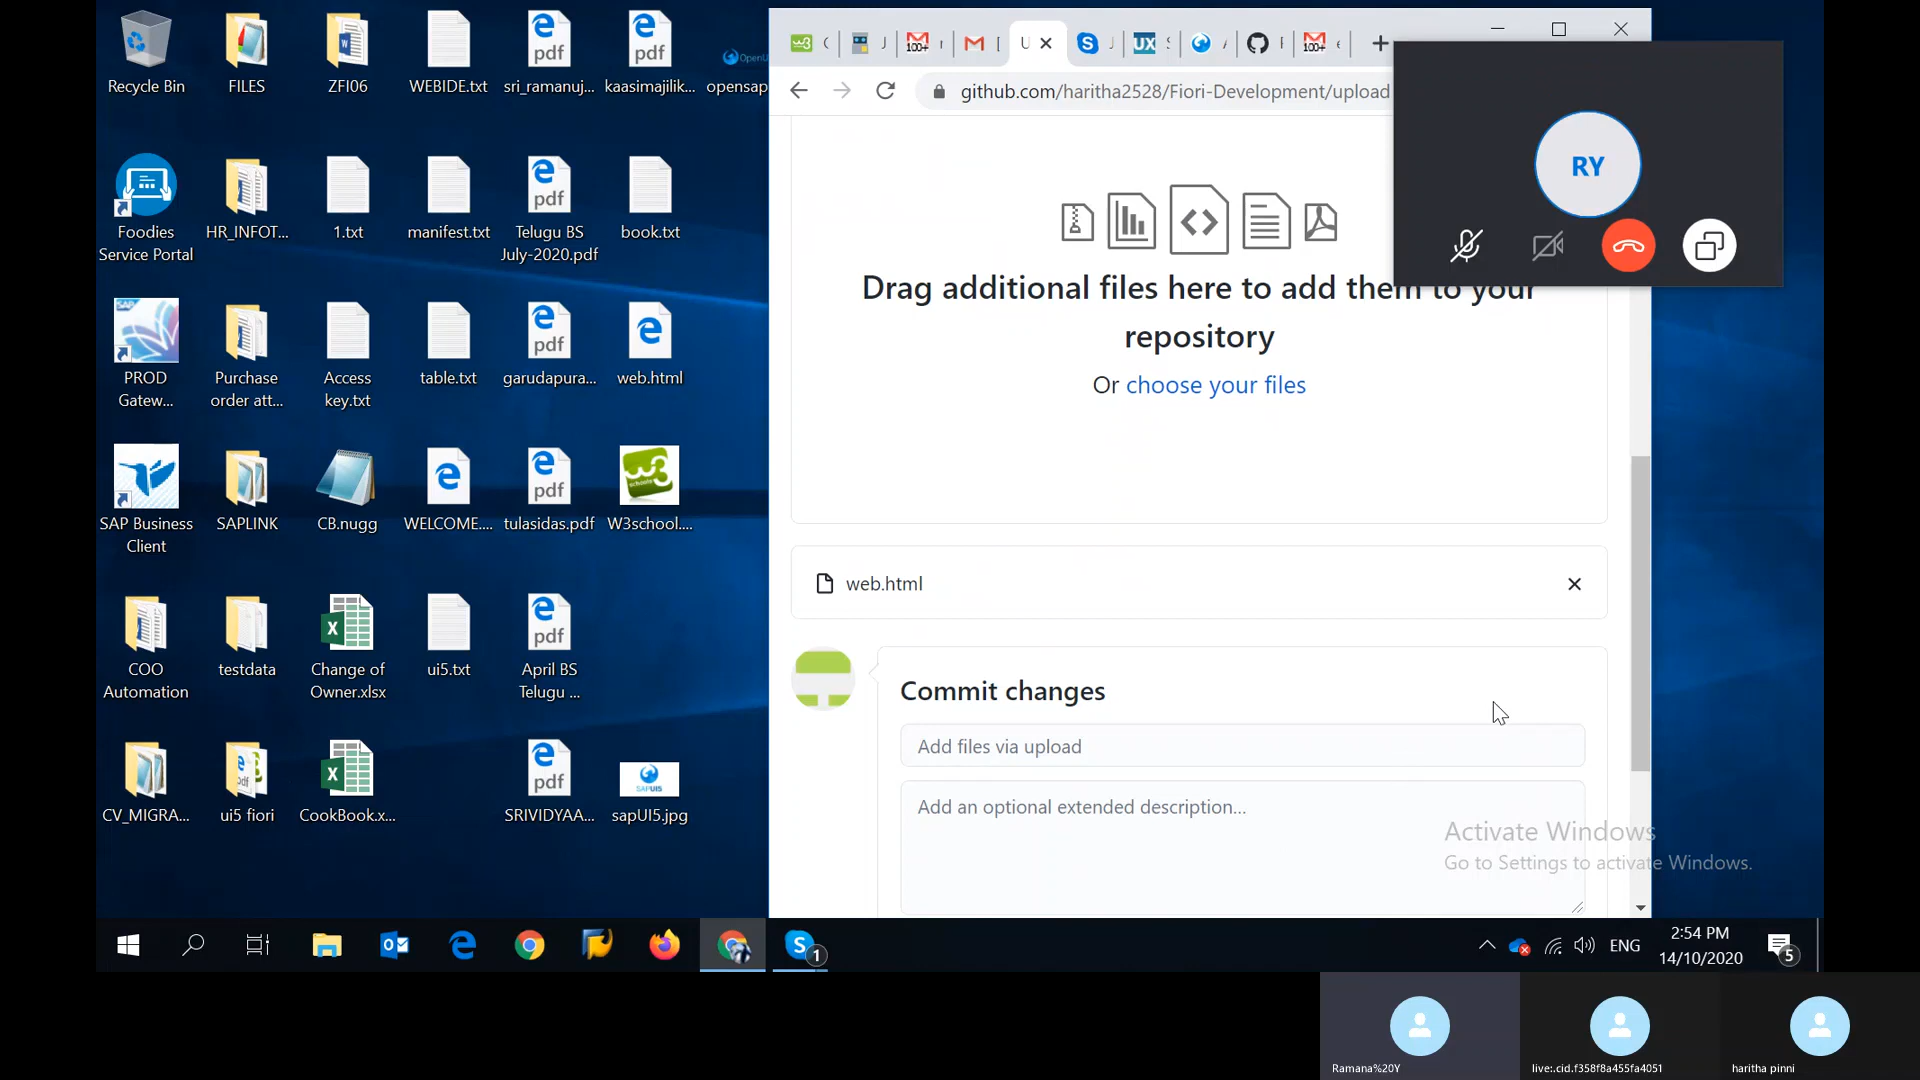 Recycle Bin
FILES
ZFI06
WEBIDE.txt
sri_ramanuj...
kaasimajilik...
opensap
Foodies
Service Portal
HR_INFOT...
1.txt
manifest.txt
Telugu BS
July-2020.pdf
book.txt
PROD
Gatew...
Purchase
order att...
Access
key.txt
table.txt
garudapura...
web.html
SAP Business
Client
SAPLINK
CB.nugg
WELCOME....
tulasidas.pdf
W3school....
COO
Automation
testdata
Change of
Owner.xlsx
ui5.txt
April BS
Telugu ...
CV_MIGRA...
ui5 fiori
CookBook.x...
SRIVIDYAA...
sapUI5.jpg
github.com/haritha2528/Fiori-Development/upload
RY
Drag additional files here to add them to your
repository
Or choose your files
web.html
Commit changes
Add files via upload
Add an optional extended description...
Activate Windows
Go to Settings to activate Windows.
1
ENG
2:54 PM
14/10/2020
5
Ramana%20Y
live:.cid.f358f8a455fa4051
haritha pinni